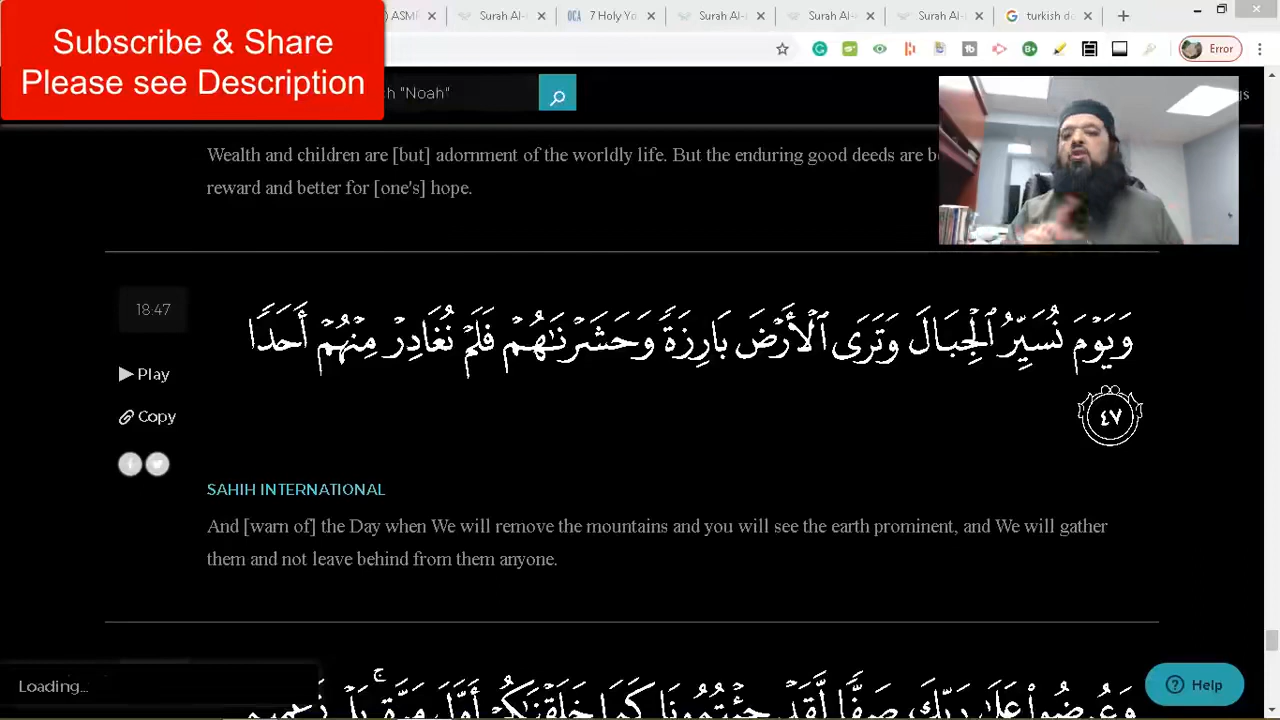 Subscribe & Share
Please see Description
) ASM
Surah Al-
7 Holy Yo
Surah Al-
Surah Al-
Surah Al-
turkish do
Error
"Noah"
Wealth and children are [but] adornment of the worldly life. But the enduring good deeds are
reward and better for [one's] hope.
18:47
وَيَوْمَ نُسَيِّرُ ٱلْجِبَالَ وَتَرَى ٱلْأَرْضَ بَارِزَةً وَحَشَرْنَـٰهُمْ فَلَمْ نُغَادِرْ مِنْهُمْ أَحَدًا
٤٧
Play
Copy
SAHIH INTERNATIONAL
And [warn of] the Day when We will remove the mountains and you will see the earth prominent, and We will gather
them and not leave behind from them anyone.
وَعُرِضُوا۟ عَلَىٰ رَبِّكَ صَفًّا لَّقَدْ جِئْتُمُونَا كَمَا خَلَقْنَـٰكُمْ أَوَّلَ مَرَّةٍۭ ۚ بَلْ
Loading...
Help